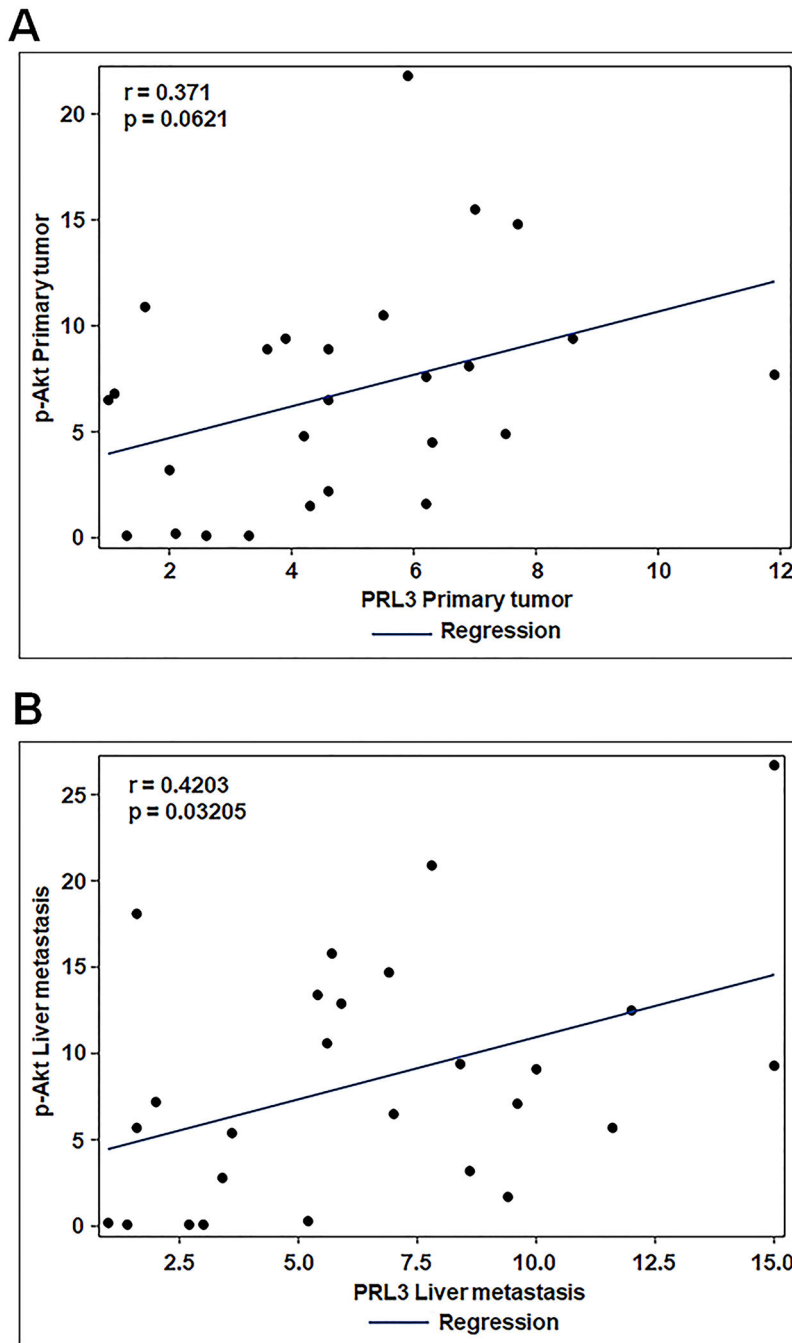 A
r = 0.371
p = 0.0621
p-Akt Primary tumor
20
15
10
5
0
2 4 6 8 10 12
PRL3 Primary tumor
Regression
B
r = 0.4203
p = 0.03205
p-Akt Liver metastasis
25
20
15
10
5
0
2.5 5.0 7.5 10.0 12.5 15.0
PRL3 Liver metastasis
Regression